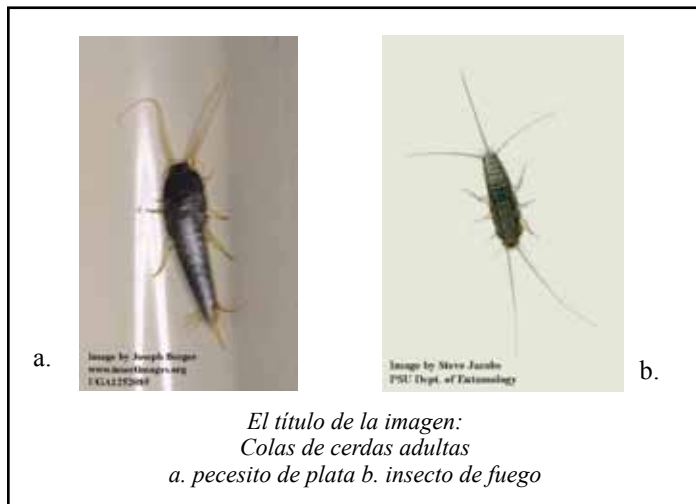 a.
Image by Joseph Berger
www.insectimages.org
UGA1252085
Image by Steve Jacobs
PSU Dept. of Entomology
b.
El título de la imagen:
Colas de cerdas adultas
a. pecesito de plata b. insecto de fuego